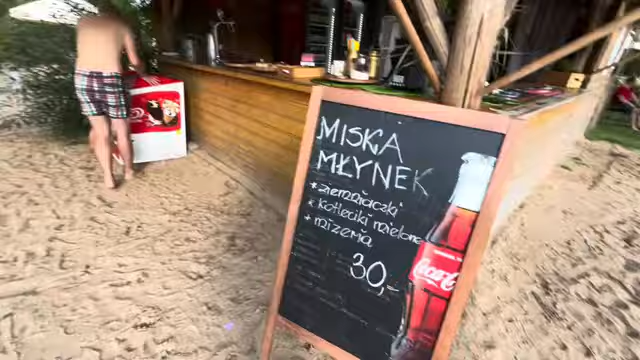 MISKA
MŁYNEK
* ziemniaczki
* kotleciki mielone
* mizeria
30,-
Coca-Cola